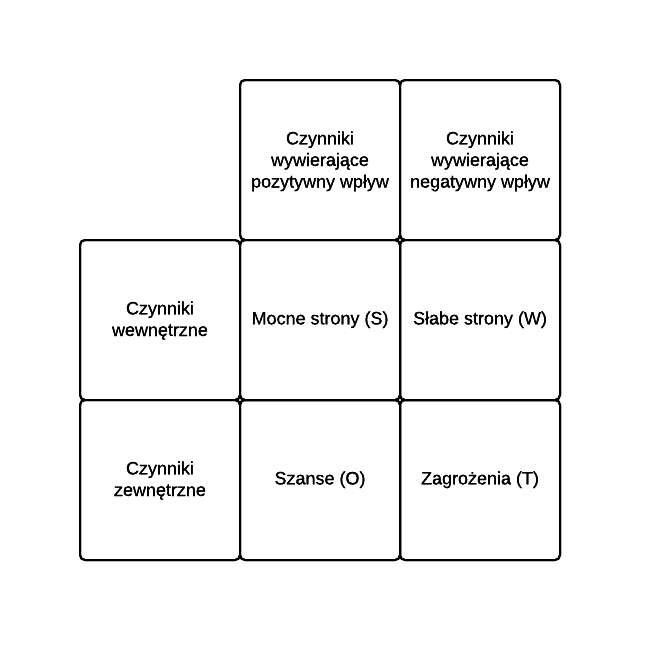 Czynniki
wywierające
pozytywny wpływ
Czynniki
wywierające
negatywny wpływ
Czynniki
wewnętrzne
Mocne strony (S)
Słabe strony (W)
Czynniki
zewnętrzne
Szanse (O)
Zagrożenia (T)